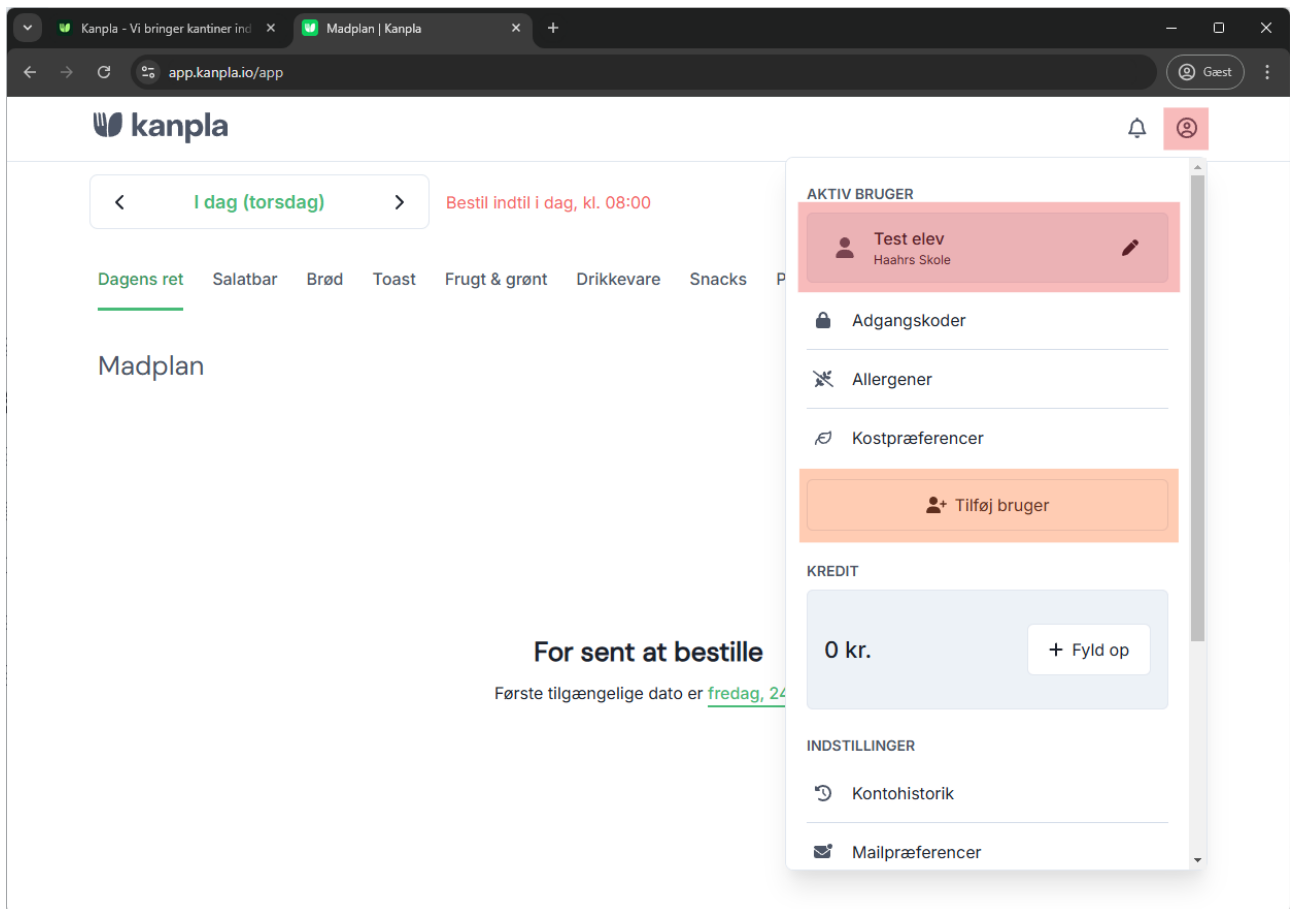 Kanpla - Vi bringer kantiner ind
Madplan | Kanpla
app.kanpla.io/app
Gæst
kanpla
I dag (torsdag)
Bestil indtil i dag, kl. 08:00
Dagens ret Salatbar Brød Toast Frugt & grønt Drikkevare Snacks P
Madplan
For sent at bestille
Første tilgængelige dato er fredag, 24
AKTIV BRUGER
Test elev
Haahrs Skole
Adgangskoder
Allergener
Kostpræferencer
Tilføj bruger
KREDIT
0 kr.
+ Fyld op
INDSTILLINGER
Kontohistorik
Mailpræferencer